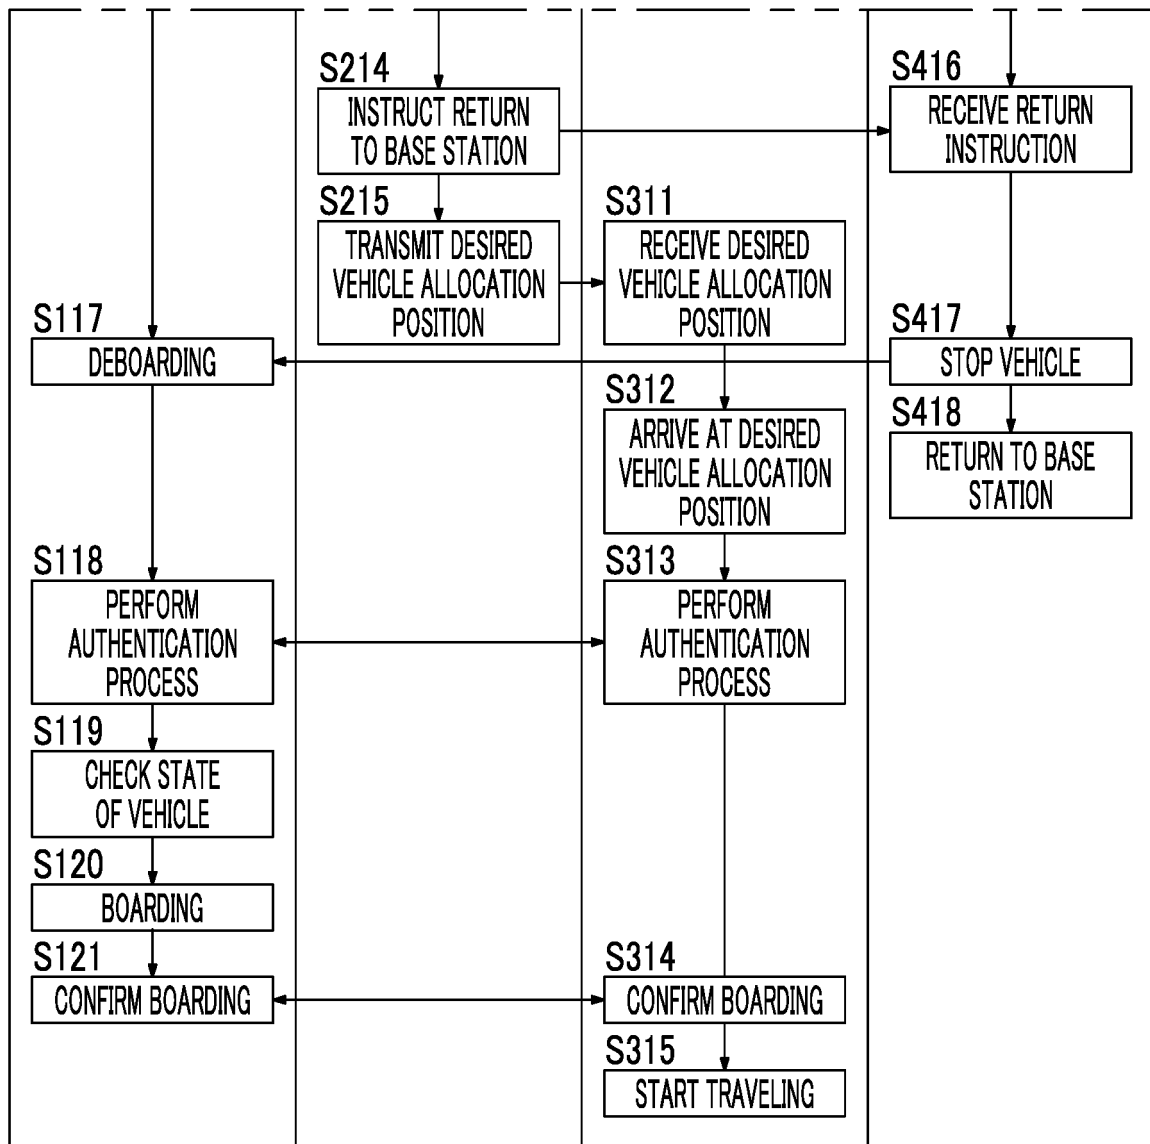 S214
INSTRUCT RETURN
TO BASE STATION
S416
RECEIVE RETURN
INSTRUCTION
S215
TRANSMIT DESIRED
VEHICLE ALLOCATION
POSITION
S311
RECEIVE DESIRED
VEHICLE ALLOCATION
POSITION
S117
DEBOARDING
S417
STOP VEHICLE
S312
ARRIVE AT DESIRED
VEHICLE ALLOCATION
POSITION
S418
RETURN TO BASE
STATION
S118
PERFORM
AUTHENTICATION
PROCESS
S313
PERFORM
AUTHENTICATION
PROCESS
S119
CHECK STATE
OF VEHICLE
S120
BOARDING
S121
CONFIRM BOARDING
S314
CONFIRM BOARDING
S315
START TRAVELING